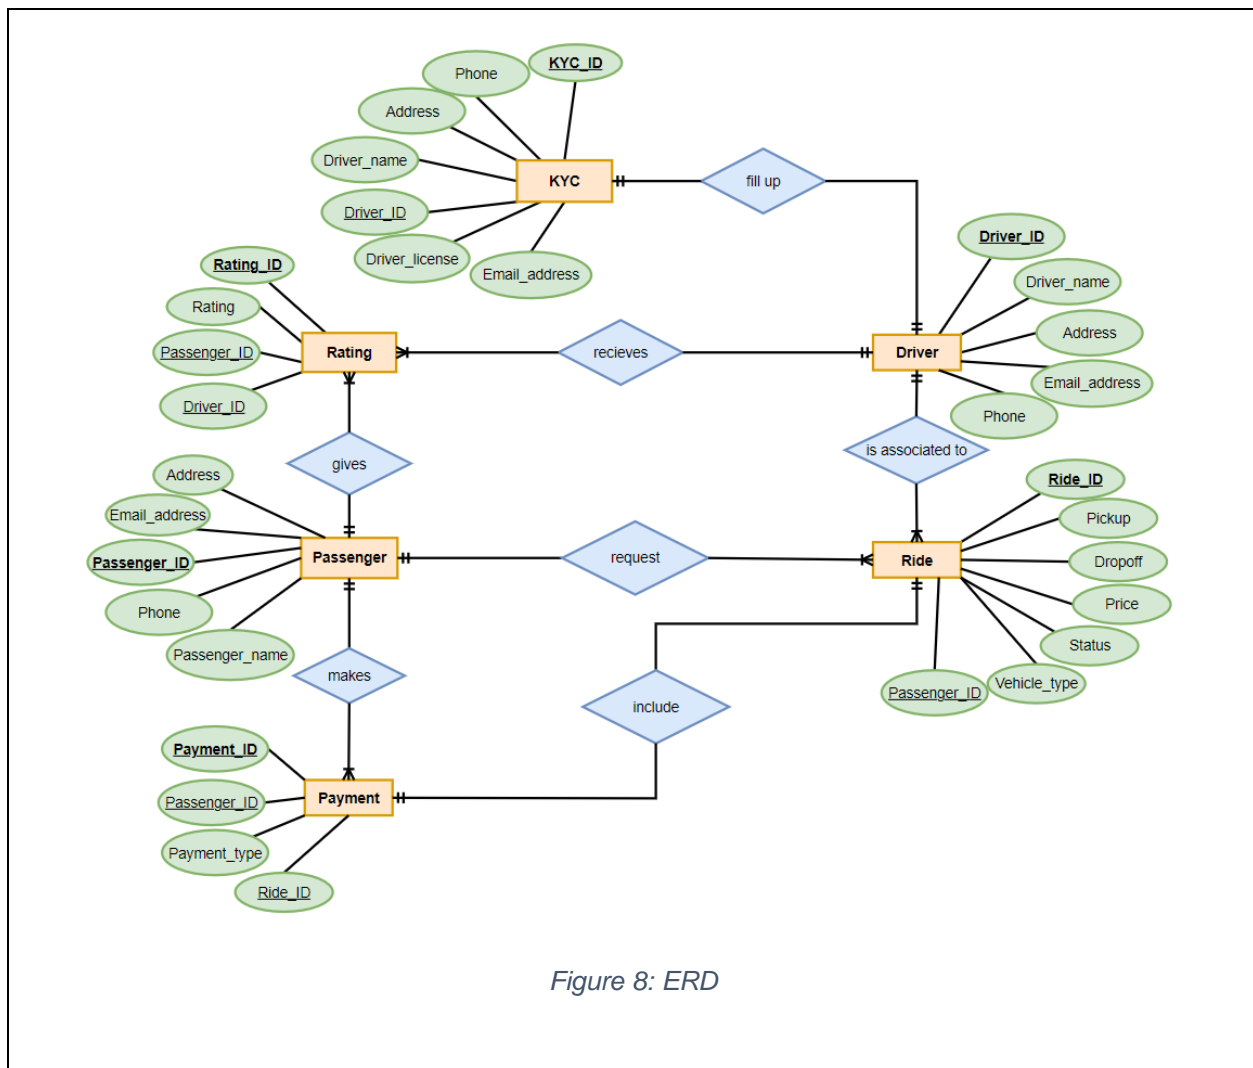 KYC_ID
Phone
Address
Driver_name
KYC
fill up
Driver_ID
Driver_license
Email_address
Driver_ID
Driver_name
Address
Email_address
Phone
Driver
Rating_ID
Rating
Passenger_ID
Driver_ID
Rating
recieves
gives
is associated to
Address
Email_address
Passenger_ID
Phone
Passenger_name
Passenger
request
Ride
Ride_ID
Pickup
Dropoff
Price
Status
Vehicle_type
Passenger_ID
makes
include
Payment_ID
Passenger_ID
Payment_type
Ride_ID
Payment
Figure 8: ERD